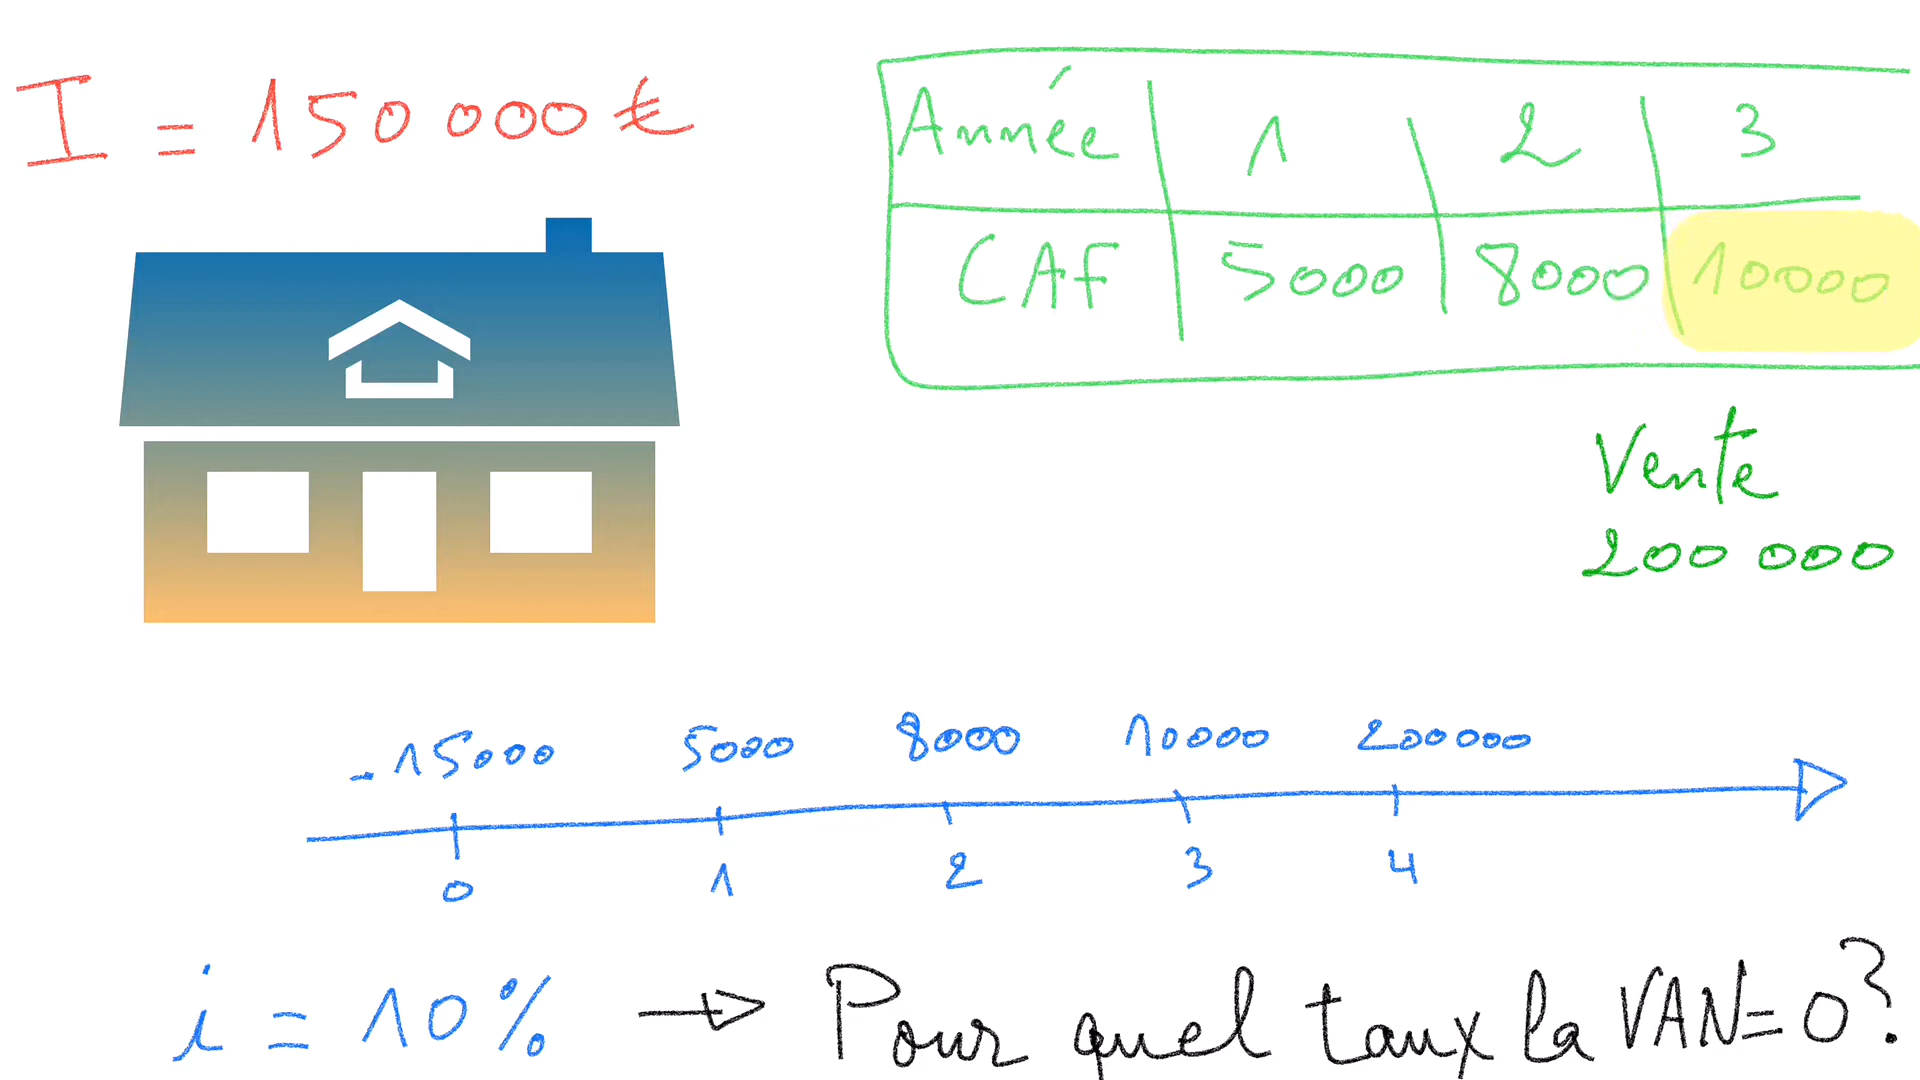 I = 150 000 €
Année 1 2 3
CAF 5000 8000 10000
Vente
200 000
-15000 5000 8000 10000 200000
0 1 2 3 4
i = 10% → Pour quel taux la VAN=0?